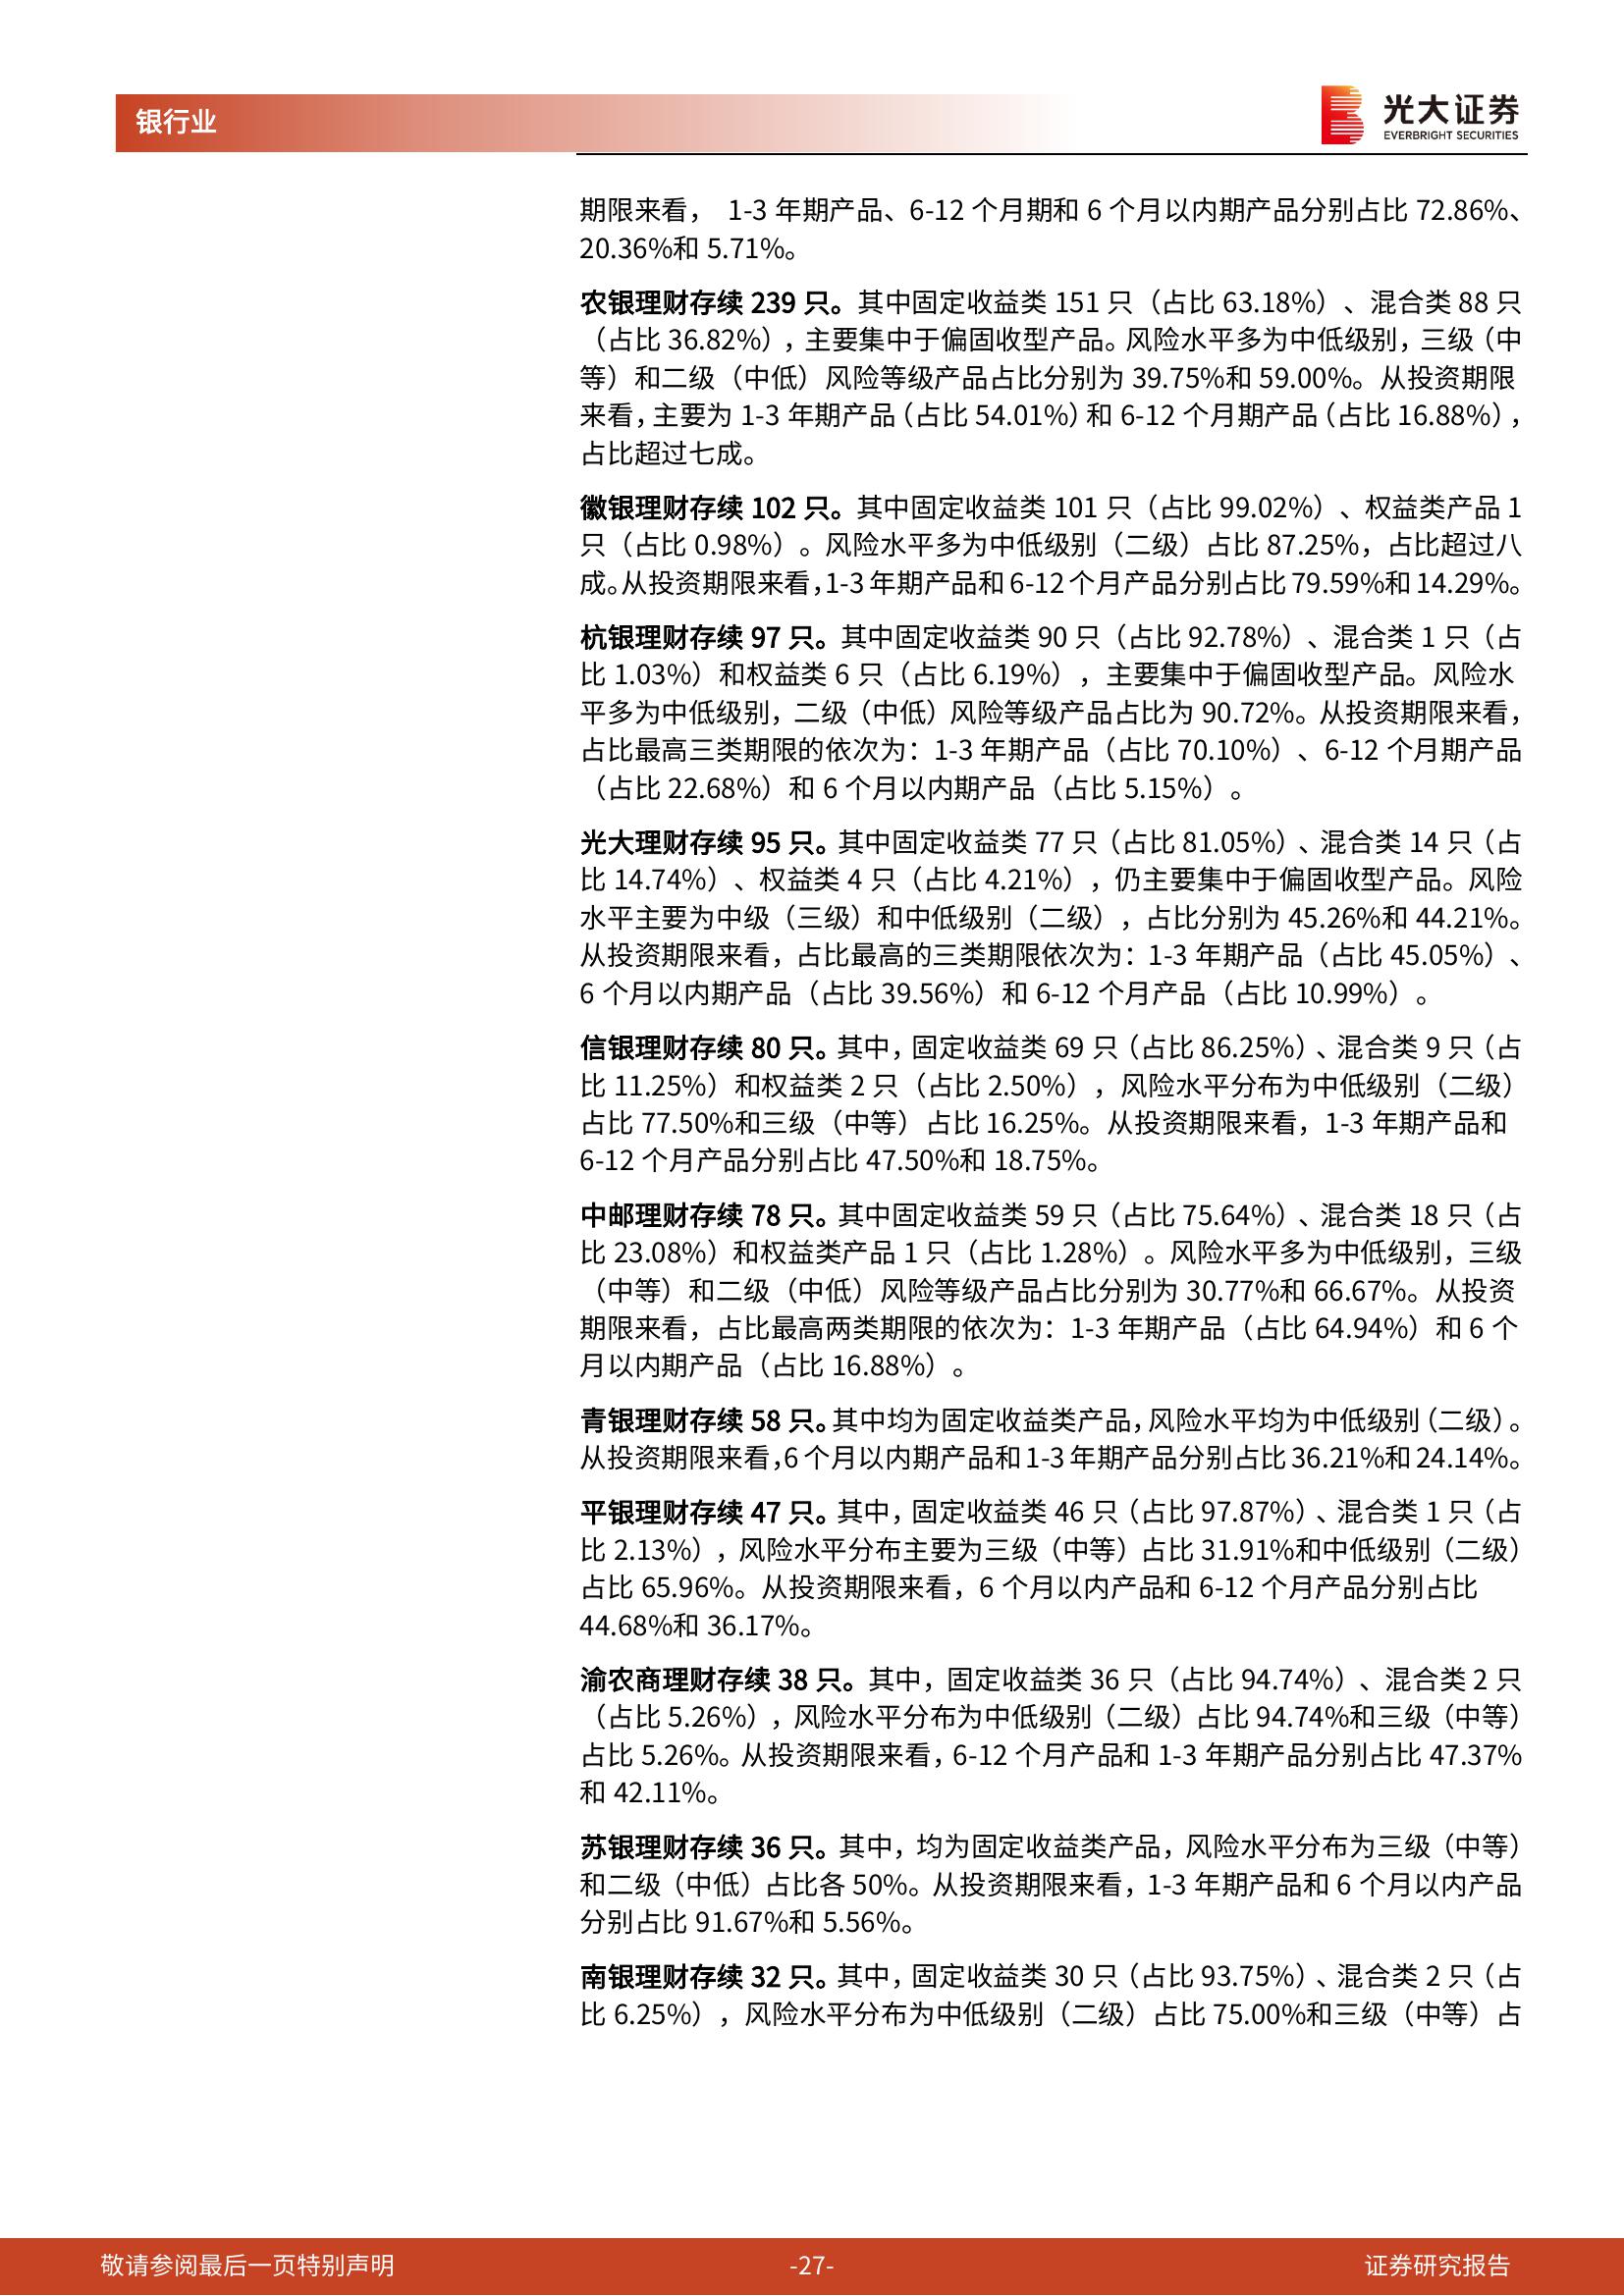 银行业
光大证券
EVERBRIGHT SECURITIES
期限来看， 1-3 年期产品、6-12 个月期和 6 个月以内期产品分别占比 72.86%、
20.36%和 5.71%。
农银理财存续 239 只。其中固定收益类 151 只（占比 63.18%）、混合类 88 只
（占比 36.82%），主要集中于偏固收型产品。风险水平多为中低级别，三级（中
等）和二级（中低）风险等级产品占比分别为 39.75%和 59.00%。从投资期限
来看，主要为 1-3 年期产品（占比 54.01%）和 6-12 个月期产品（占比 16.88%），
占比超过七成。
徽银理财存续 102 只。其中固定收益类 101 只（占比 99.02%）、权益类产品 1
只（占比 0.98%）。风险水平多为中低级别（二级）占比 87.25%，占比超过八
成。从投资期限来看，1-3 年期产品和 6-12 个月产品分别占比 79.59%和 14.29%。
杭银理财存续 97 只。其中固定收益类 90 只（占比 92.78%）、混合类 1 只（占
比 1.03%）和权益类 6 只（占比 6.19%），主要集中于偏固收型产品。风险水
平多为中低级别，二级（中低）风险等级产品占比为 90.72%。从投资期限来看，
占比最高三类期限的依次为：1-3 年期产品（占比 70.10%）、6-12 个月期产品
（占比 22.68%）和 6 个月以内期产品（占比 5.15%）。
光大理财存续 95 只。其中固定收益类 77 只（占比 81.05%）、混合类 14 只（占
比 14.74%）、权益类 4 只（占比 4.21%），仍主要集中于偏固收型产品。风险
水平主要为中级（三级）和中低级别（二级），占比分别为 45.26%和 44.21%。
从投资期限来看，占比最高的三类期限依次为：1-3 年期产品（占比 45.05%）、
6 个月以内期产品（占比 39.56%）和 6-12 个月产品（占比 10.99%）。
信银理财存续 80 只。其中，固定收益类 69 只（占比 86.25%）、混合类 9 只（占
比 11.25%）和权益类 2 只（占比 2.50%），风险水平分布为中低级别（二级）
占比 77.50%和三级（中等）占比 16.25%。从投资期限来看，1-3 年期产品和
6-12 个月产品分别占比 47.50%和 18.75%。
中邮理财存续 78 只。其中固定收益类 59 只（占比 75.64%）、混合类 18 只（占
比 23.08%）和权益类产品 1 只（占比 1.28%）。风险水平多为中低级别，三级
（中等）和二级（中低）风险等级产品占比分别为 30.77%和 66.67%。从投资
期限来看，占比最高两类期限的依次为：1-3 年期产品（占比 64.94%）和 6 个
月以内期产品（占比 16.88%）。
青银理财存续 58 只。其中均为固定收益类产品，风险水平均为中低级别（二级）。
从投资期限来看，6 个月以内期产品和 1-3 年期产品分别占比 36.21%和 24.14%。
平银理财存续 47 只。其中，固定收益类 46 只（占比 97.87%）、混合类 1 只（占
比 2.13%），风险水平分布主要为三级（中等）占比 31.91%和中低级别（二级）
占比 65.96%。从投资期限来看，6 个月以内产品和 6-12 个月产品分别占比
44.68%和 36.17%。
渝农商理财存续 38 只。其中，固定收益类 36 只（占比 94.74%）、混合类 2 只
（占比 5.26%），风险水平分布为中低级别（二级）占比 94.74%和三级（中等）
占比 5.26%。从投资期限来看，6-12 个月产品和 1-3 年期产品分别占比 47.37%
和 42.11%。
苏银理财存续 36 只。其中，均为固定收益类产品，风险水平分布为三级（中等）
和二级（中低）占比各 50%。从投资期限来看，1-3 年期产品和 6 个月以内产品
分别占比 91.67%和 5.56%。
南银理财存续 32 只。其中，固定收益类 30 只（占比 93.75%）、混合类 2 只（占
比 6.25%），风险水平分布为中低级别（二级）占比 75.00%和三级（中等）占
敬请参阅最后一页特别声明
-27-
证券研究报告